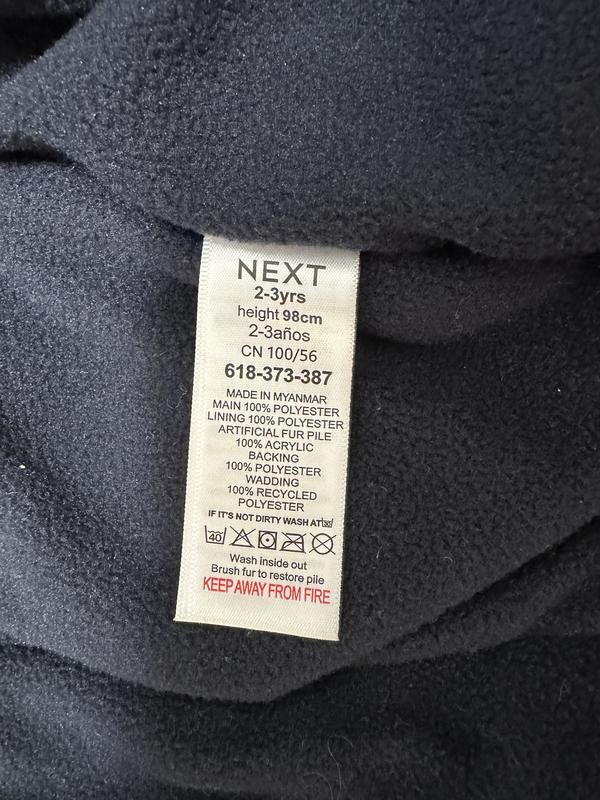 NEXT
2-3yrs
height 98cm
2-3años
CN 100/56
618-373-387
MADE IN MYANMAR
MAIN 100% POLYESTER
LINING 100% POLYESTER
ARTIFICIAL FUR PILE
100% ACRYLIC
BACKING
100% POLYESTER
WADDING
100% RECYCLED
POLYESTER
IF IT'S NOT DIRTY WASH AT 30
40
Wash inside out
Brush fur to restore pile
KEEP AWAY FROM FIRE